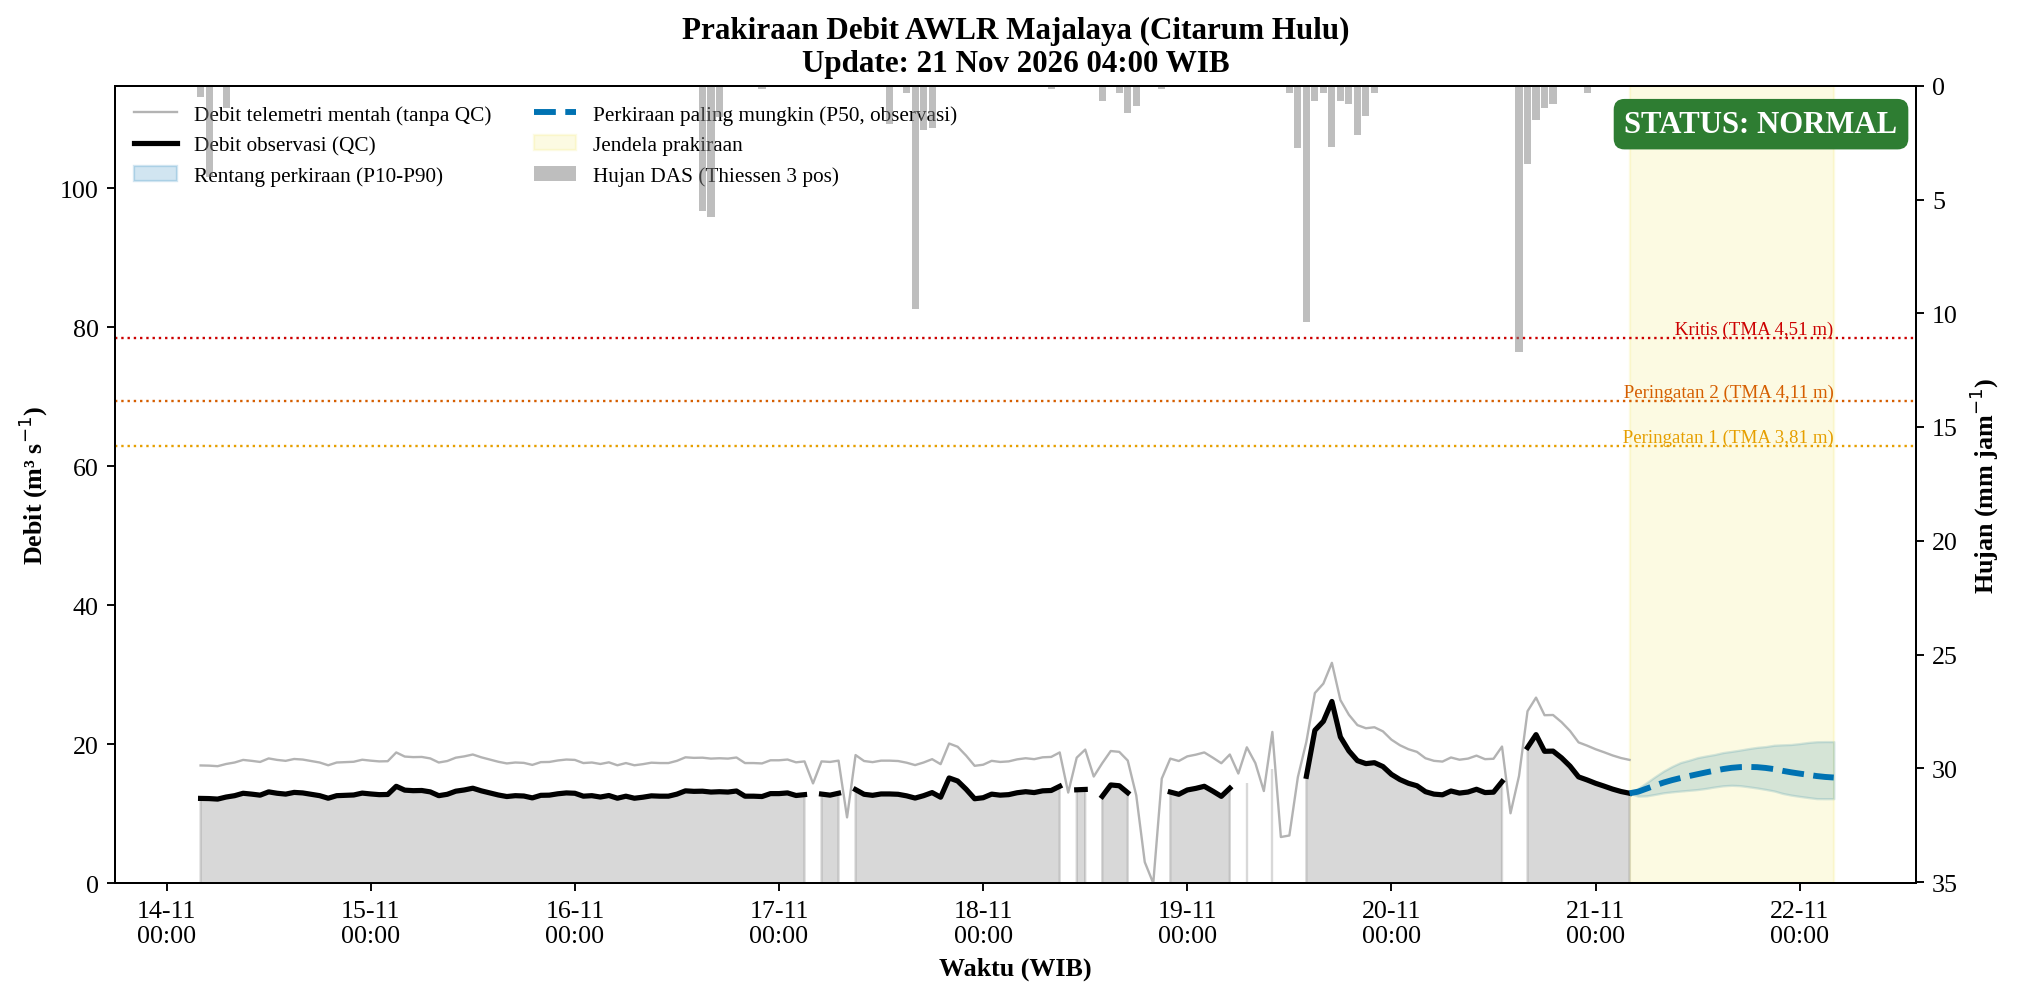 Prakiraan Debit AWLR Majalaya (Citarum Hulu)
Update: 21 Nov 2026 04:00 WIB
Debit telemetri mentah (tanpa QC)
Debit observasi (QC)
Rentang perkiraan (P10-P90)
Perkiraan paling mungkin (P50, observasi)
Jendela prakiraan
Hujan DAS (Thiessen 3 pos)
STATUS: NORMAL
Kritis (TMA 4,51 m)
Peringatan 2 (TMA 4,11 m)
Peringatan 1 (TMA 3,81 m)
Debit (m³ s⁻¹)
100
80
60
40
20
0
Hujan (mm jam⁻¹)
0
5
10
15
20
25
30
35
14-11
00:00
15-11
00:00
16-11
00:00
17-11
00:00
18-11
00:00
19-11
00:00
20-11
00:00
21-11
00:00
22-11
00:00
Waktu (WIB)